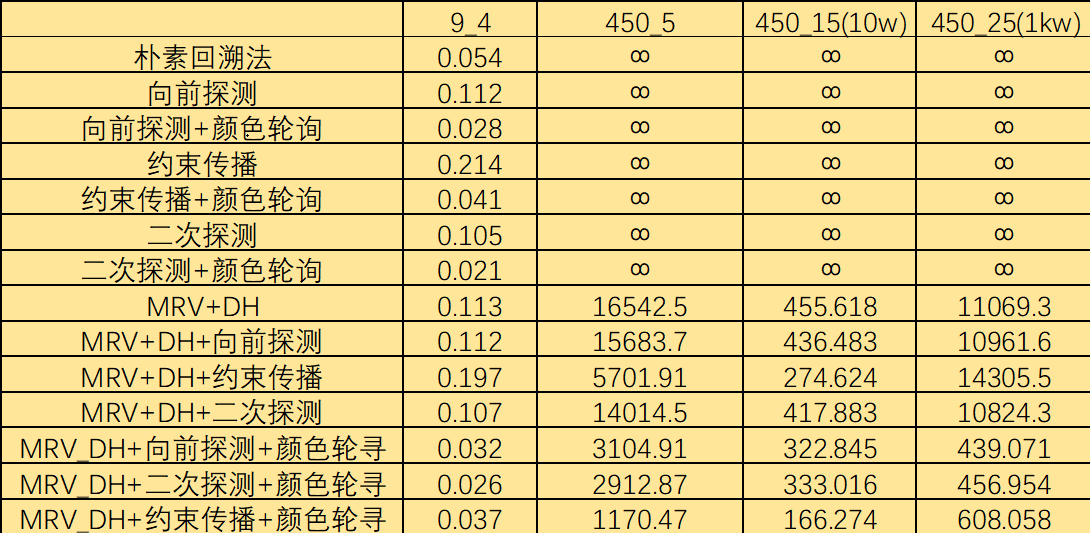 9_4 450_5 450_15(10w) 450_25(1kw)
朴素回溯法 0.054 ∞ ∞ ∞
向前探测 0.112 ∞ ∞ ∞
向前探测+颜色轮询 0.028 ∞ ∞ ∞
约束传播 0.214 ∞ ∞ ∞
约束传播+颜色轮询 0.041 ∞ ∞ ∞
二次探测 0.105 ∞ ∞ ∞
二次探测+颜色轮询 0.021 ∞ ∞ ∞
MRV+DH 0.113 16542.5 455.618 11069.3
MRV+DH+向前探测 0.112 15683.7 436.483 10961.6
MRV+DH+约束传播 0.197 5701.91 274.624 14305.5
MRV+DH+二次探测 0.107 14014.5 417.883 10824.3
MRV_DH+向前探测+颜色轮寻 0.032 3104.91 322.845 439.071
MRV_DH+二次探测+颜色轮寻 0.026 2912.87 333.016 456.954
MRV_DH+约束传播+颜色轮寻 0.037 1170.47 166.274 608.058